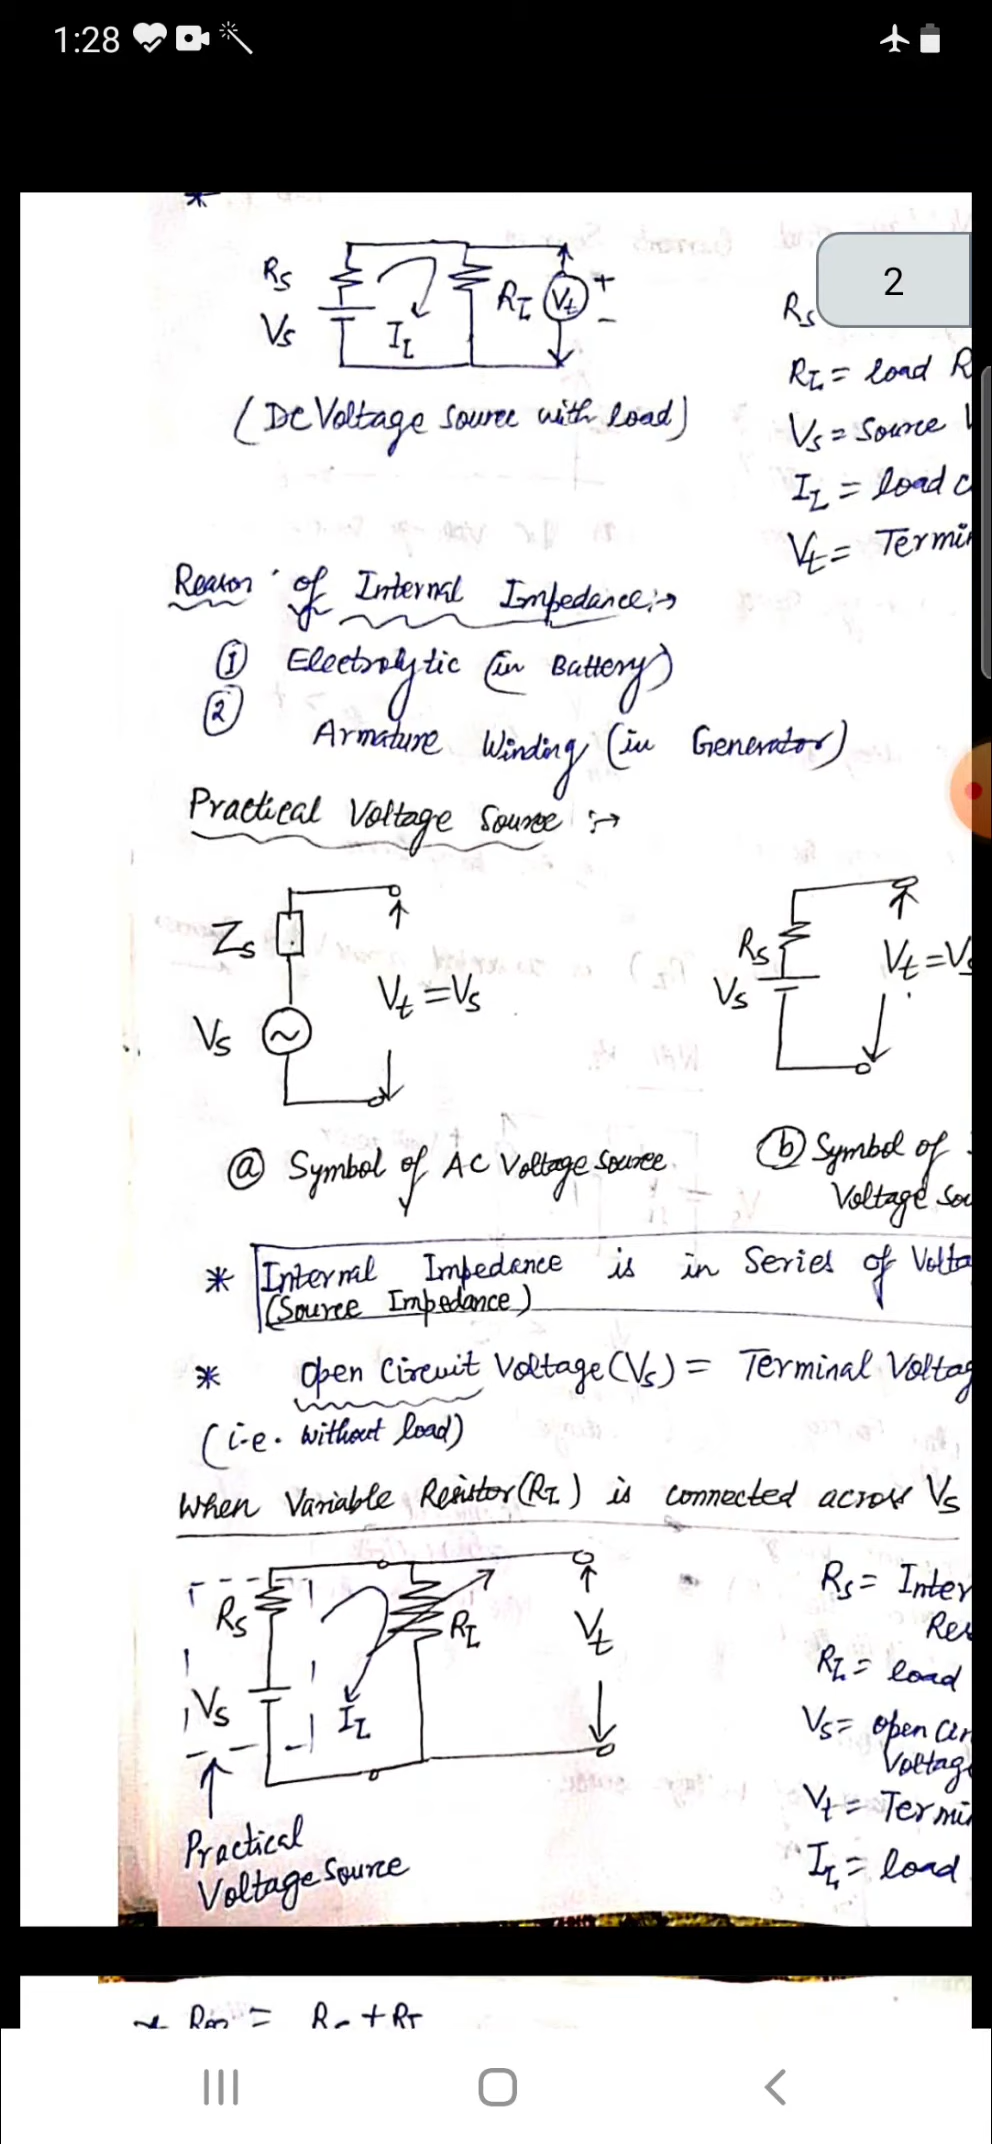 1:28
2
Rs
Vs
IL
RL
Vt
+
-
(DC Voltage source with load)
Rs
RL = load R
Vs = Source
IL = load c
Vt = Termin
Reason of Internal Impedance :→
① Electrolytic (in Battery)
② Armature Winding (in Generator)
Practical Voltage Source :→
Zs
Vs
Vt = Vs
Rs
Vs
Vt = Vs
ⓐ Symbol of AC Voltage Source.
ⓑ Symbol of
Voltage Sou
* Internal Impedance is in Series of Volta
(Source Impedance)
* Open Circuit Voltage (Vs) = Terminal Voltag
(i.e. without load)
When Variable Resistor (RL) is connected across Vs
Rs
Vs
IL
RL
Vt
Practical
Voltage Source
Rs = Inter
Res
RL = load
Vs = open cir
Voltage
Vt = Termi
IL = load